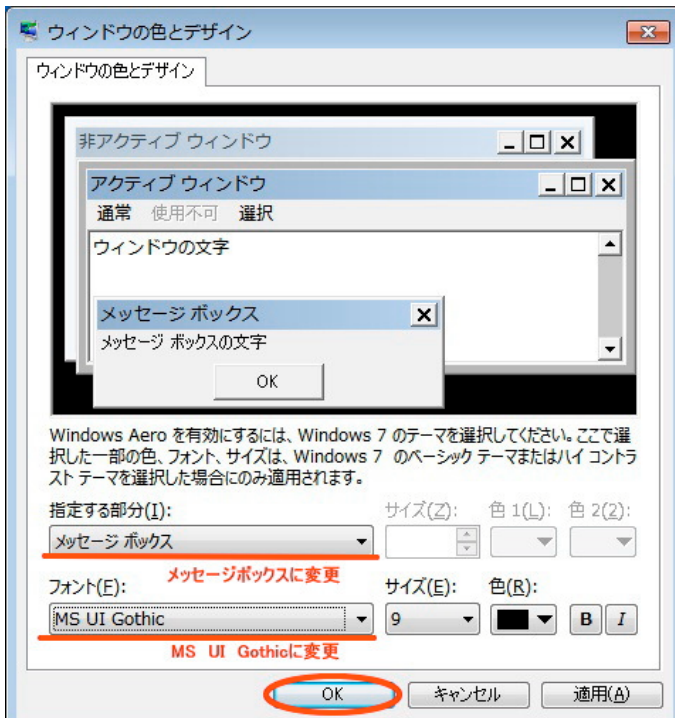 ウィンドウの色とデザイン
ウィンドウの色とデザイン
非アクティブ ウィンドウ
アクティブ ウィンドウ
通常 使用不可 選択
ウィンドウの文字
メッセージ ボックス
メッセージ ボックスの文字
OK
Windows Aero を有効にするには、Windows 7 のテーマを選択してください。ここで選
択した一部の色、フォント、サイズは、Windows 7 のベーシック テーマまたはハイ コントラ
スト テーマを選択した場合にのみ適用されます。
指定する部分(I): サイズ(Z): 色 1(L): 色 2(2):
メッセージ ボックス
メッセージボックスに変更
フォント(F): サイズ(E): 色(R):
MS UI Gothic 9 B I
MS UI Gothicに変更
OK キャンセル 適用(A)